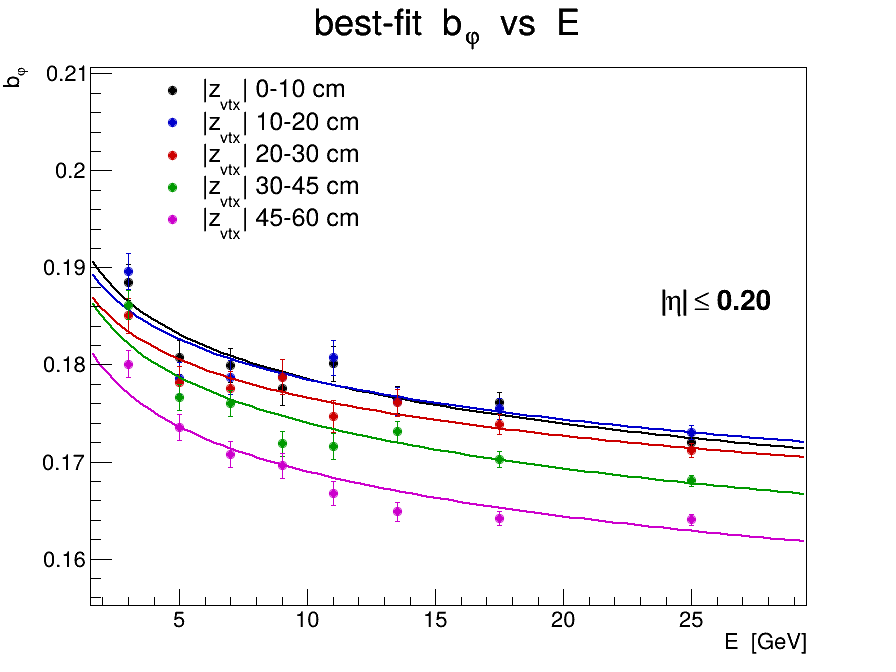 best-fit b_φ vs E
b_φ
0.21
0.2
0.19
0.18
0.17
0.16
|z_vtx| 0-10 cm
|z_vtx| 10-20 cm
|z_vtx| 20-30 cm
|z_vtx| 30-45 cm
|z_vtx| 45-60 cm
|η| ≤ 0.20
5 10 15 20 25
E [GeV]